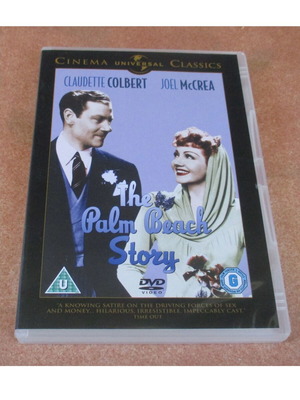 CINEMA UNIVERSAL CLASSICS
CLAUDETTE COLBERT JOEL McCREA
The
Palm Beach
Story
U
DVD
VIDEO
G
'A KNOWING SATIRE ON THE DRIVING FORCES OF SEX
AND MONEY... HILARIOUS, IRRESISTIBLE, IMPECCABLY CAST'
TIME OUT